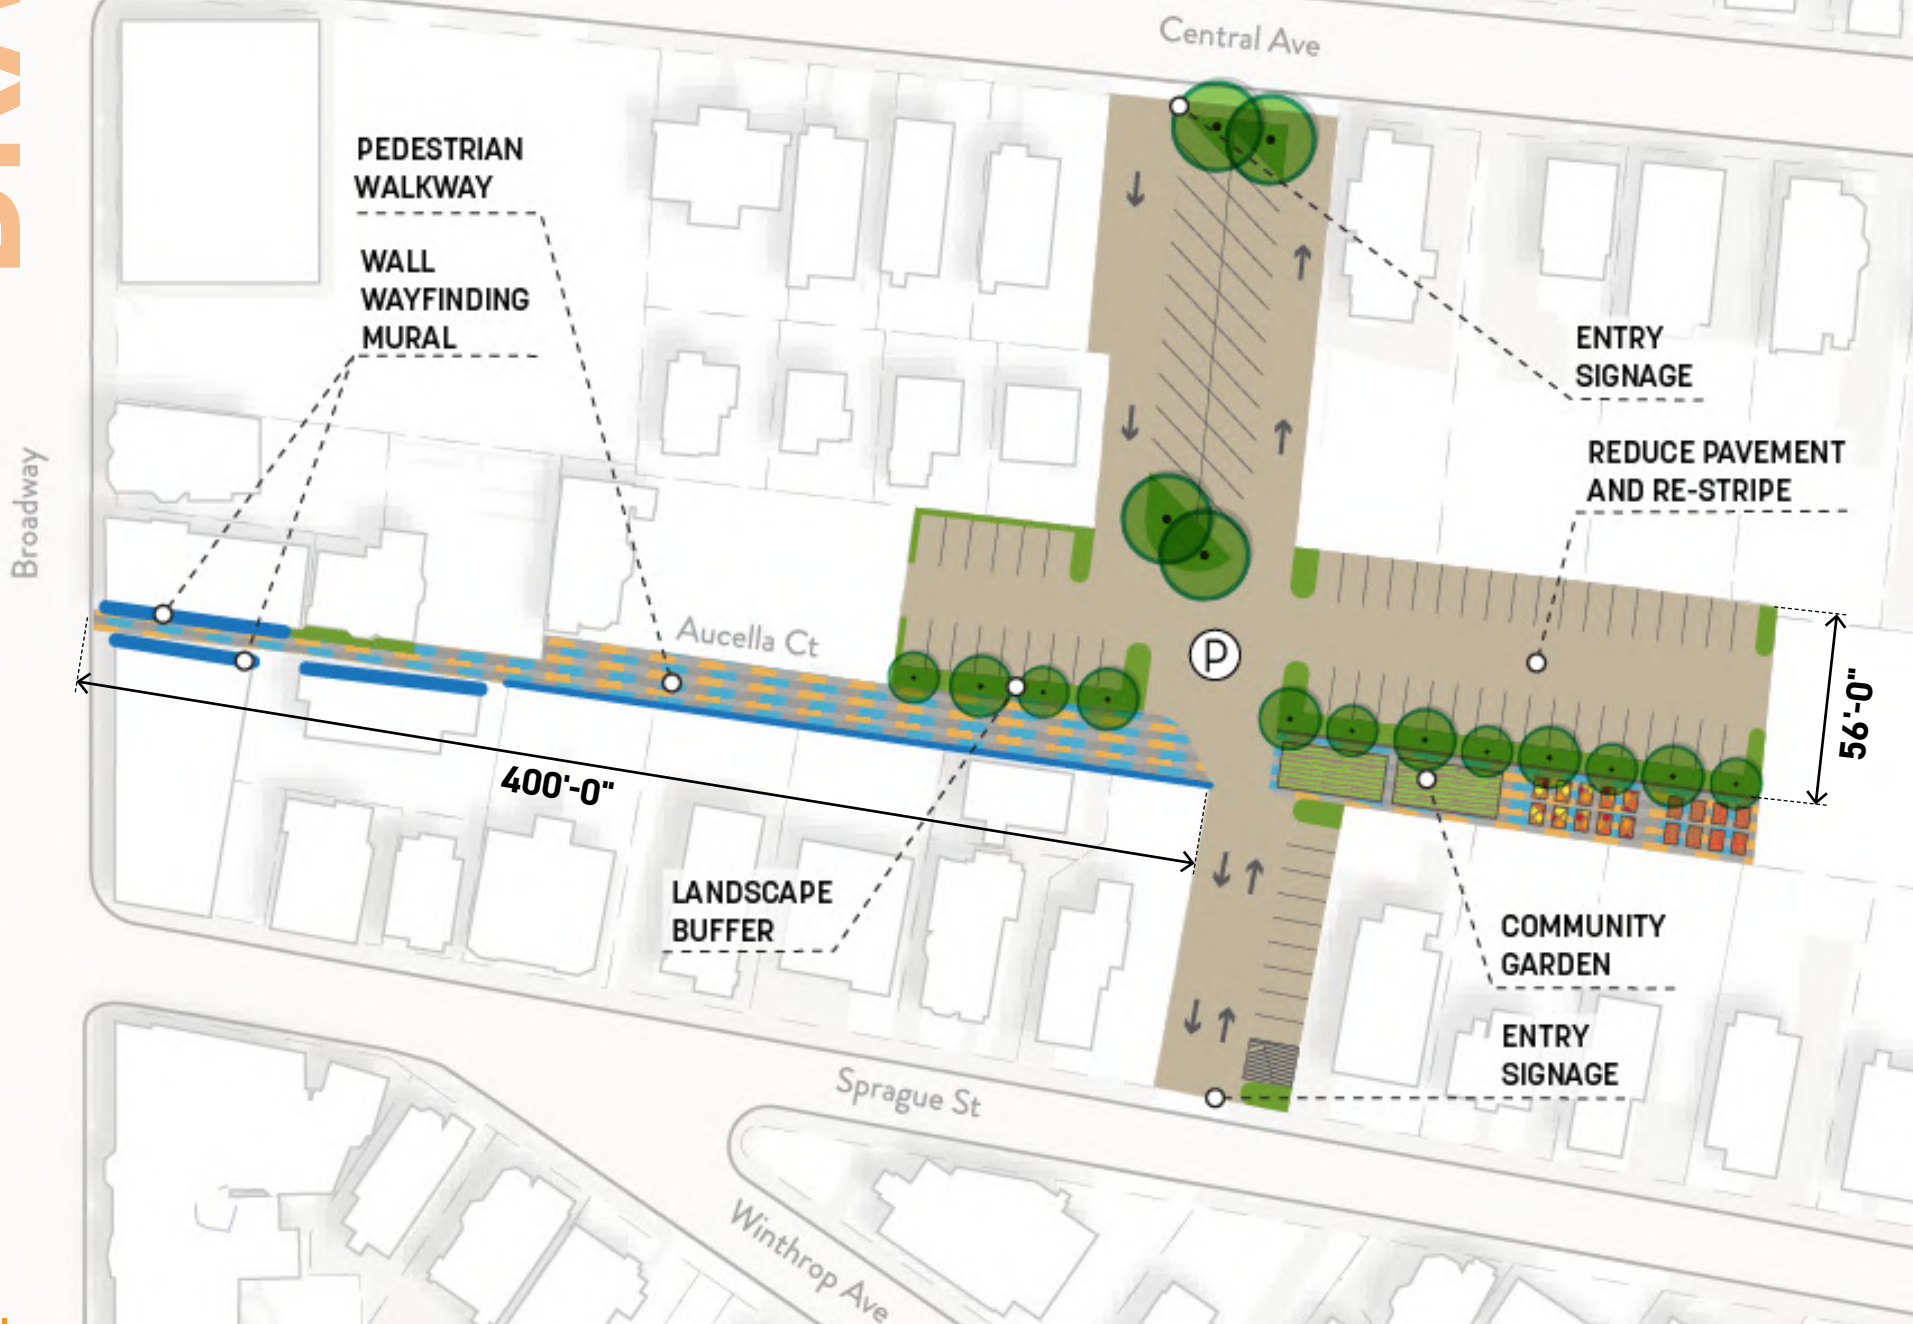 Central Ave
PEDESTRIAN
WALKWAY
WALL
WAYFINDING
MURAL
ENTRY
SIGNAGE
REDUCE PAVEMENT
AND RE-STRIPE
Broadway
Aucella Ct
P
56'-0"
400'-0"
LANDSCAPE
BUFFER
COMMUNITY
GARDEN
ENTRY
SIGNAGE
Sprague St
Winthrop Ave